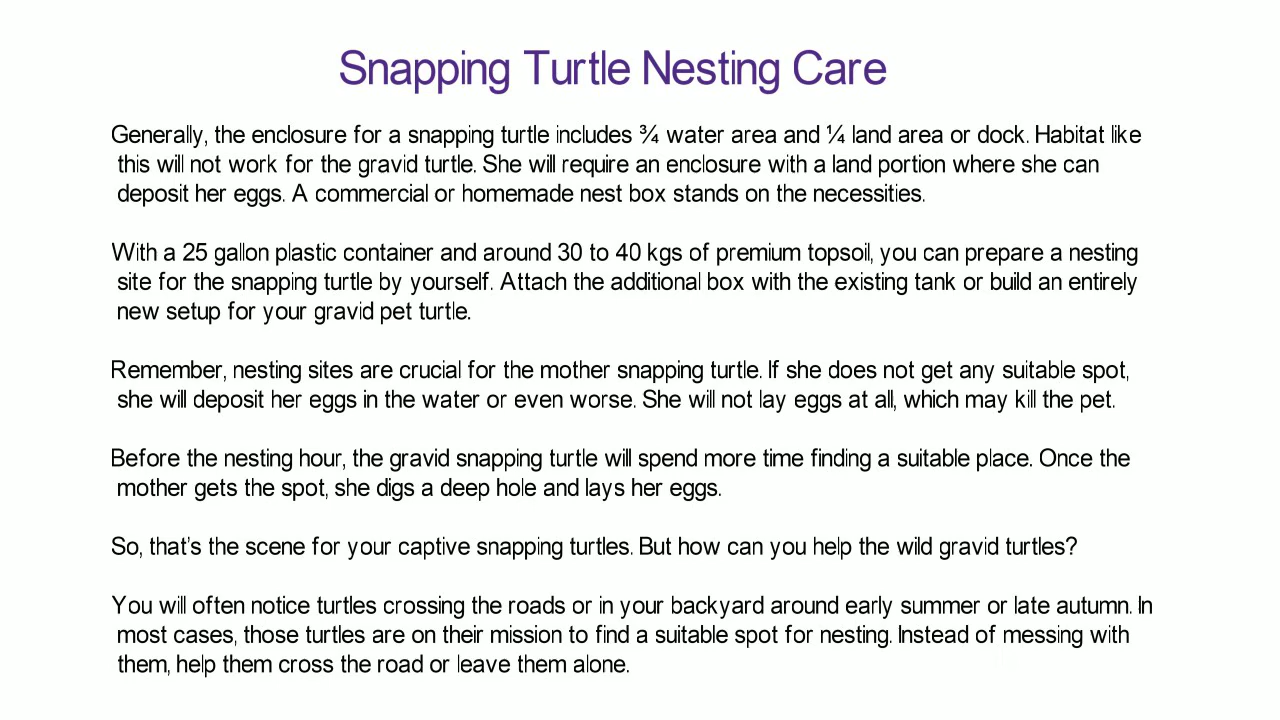 Snapping Turtle Nesting Care
Generally, the enclosure for a snapping turtle includes ¾ water area and ¼ land area or dock. Habitat like
this will not work for the gravid turtle. She will require an enclosure with a land portion where she can
deposit her eggs. A commercial or homemade nest box stands on the necessities.
With a 25 gallon plastic container and around 30 to 40 kgs of premium topsoil, you can prepare a nesting
site for the snapping turtle by yourself. Attach the additional box with the existing tank or build an entirely
new setup for your gravid pet turtle.
Remember, nesting sites are crucial for the mother snapping turtle. If she does not get any suitable spot,
she will deposit her eggs in the water or even worse. She will not lay eggs at all, which may kill the pet.
Before the nesting hour, the gravid snapping turtle will spend more time finding a suitable place. Once the
mother gets the spot, she digs a deep hole and lays her eggs.
So, that’s the scene for your captive snapping turtles. But how can you help the wild gravid turtles?
You will often notice turtles crossing the roads or in your backyard around early summer or late autumn. In
most cases, those turtles are on their mission to find a suitable spot for nesting. Instead of messing with
them, help them cross the road or leave them alone.